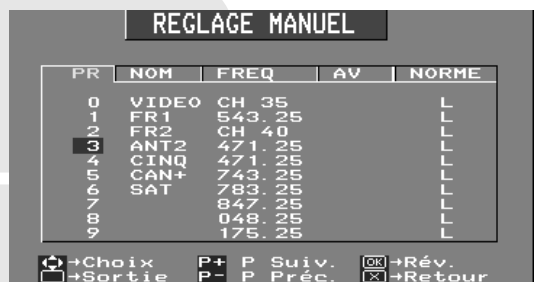 REGLAGE MANUEL
PR NOM FREQ AV NORME
0 VIDEO CH 35 L
1 FR1 543.25 L
2 FR2 CH 40 L
3 ANT2 471.25 L
4 CINQ 471.25 L
5 CAN+ 743.25 L
6 SAT 783.25 L
7 847.25 L
8 048.25 L
9 175.25 L
→Choix P+ P Suiv. OK→Rév.
→Sortie P- P Préc. X→Retour